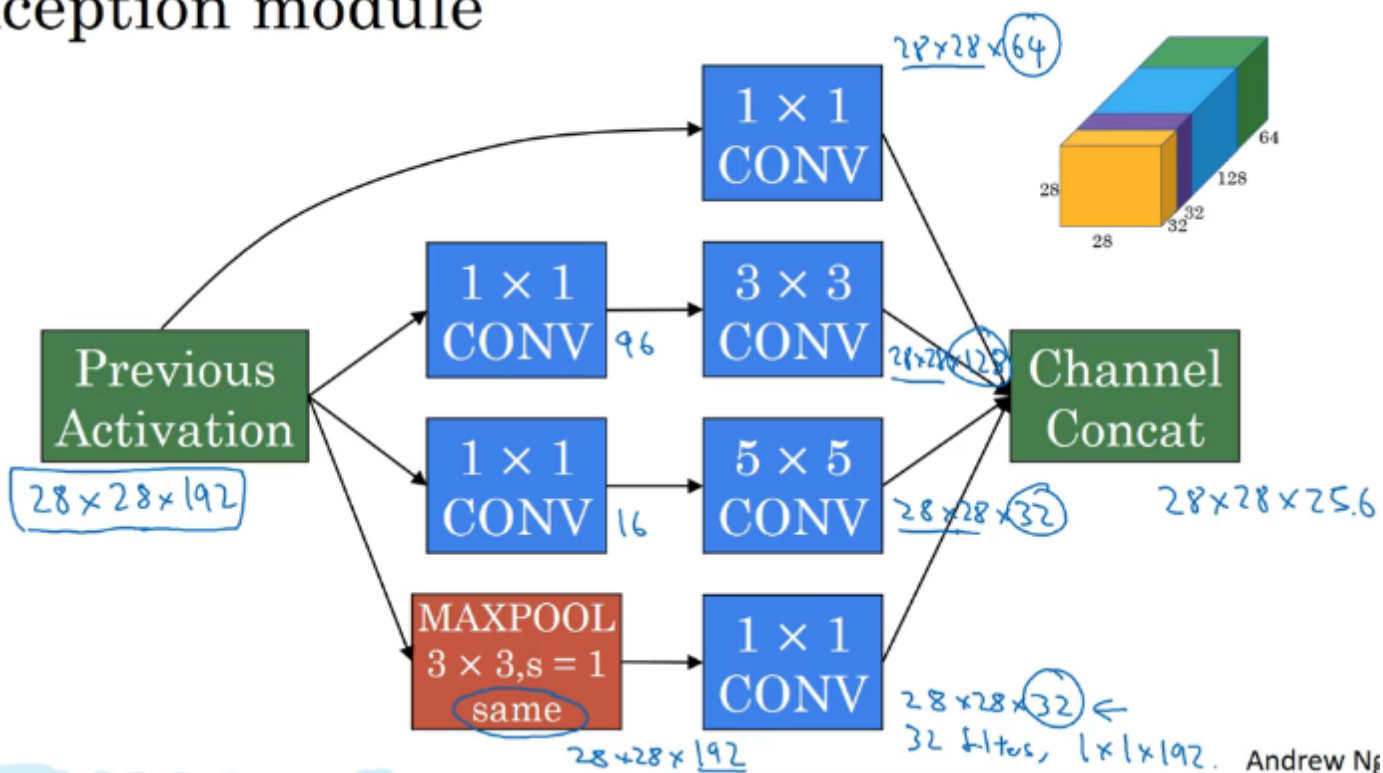 ception module
28×28×64
1 × 1
CONV
64
128
32
32
28
28
1 × 1
CONV
96
3 × 3
CONV
28×28×128
Previous
Activation
28×28×192
Channel
Concat
28×28×25.6
1 × 1
CONV
16
5 × 5
CONV
28×28×32
MAXPOOL
3 × 3,s = 1
same
28×28×192
1 × 1
CONV
28×28×32 ←
32 filters, 1×1×192.
Andrew Ng